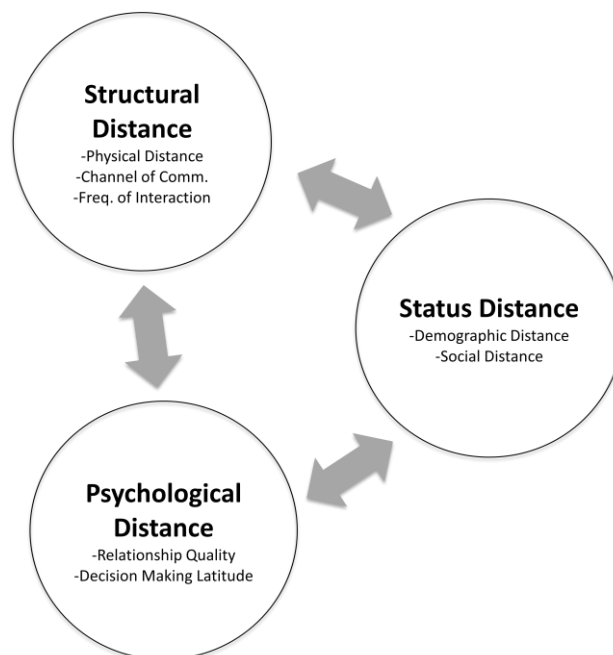 Structural
Distance
-Physical Distance
-Channel of Comm.
-Freq. of Interaction
Status Distance
-Demographic Distance
-Social Distance
Psychological
Distance
-Relationship Quality
-Decision Making Latitude